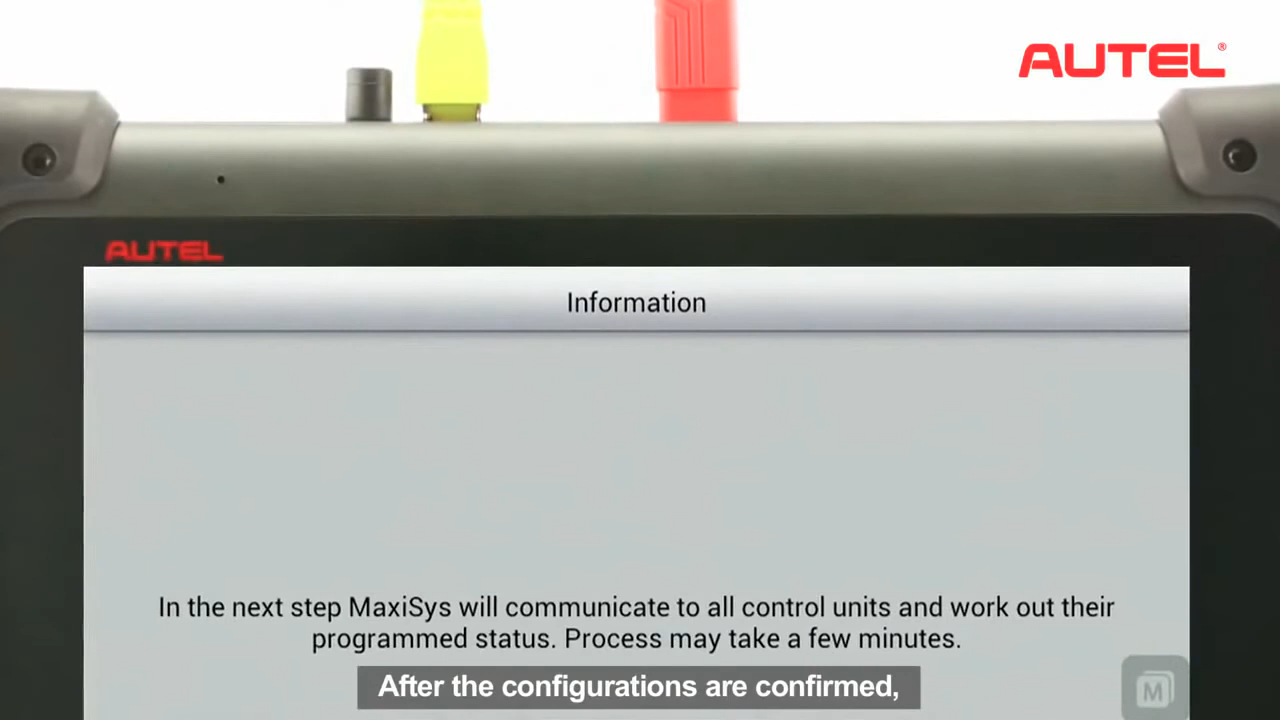 AUTEL®
AUTEL
Information
In the next step MaxiSys will communicate to all control units and work out their
programmed status. Process may take a few minutes.
After the configurations are confirmed,
M